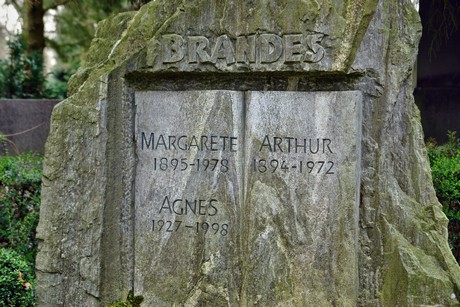 BRANDES
MARGARETE
1895-1978
ARTHUR
1894-1972
AGNES
1927-1998